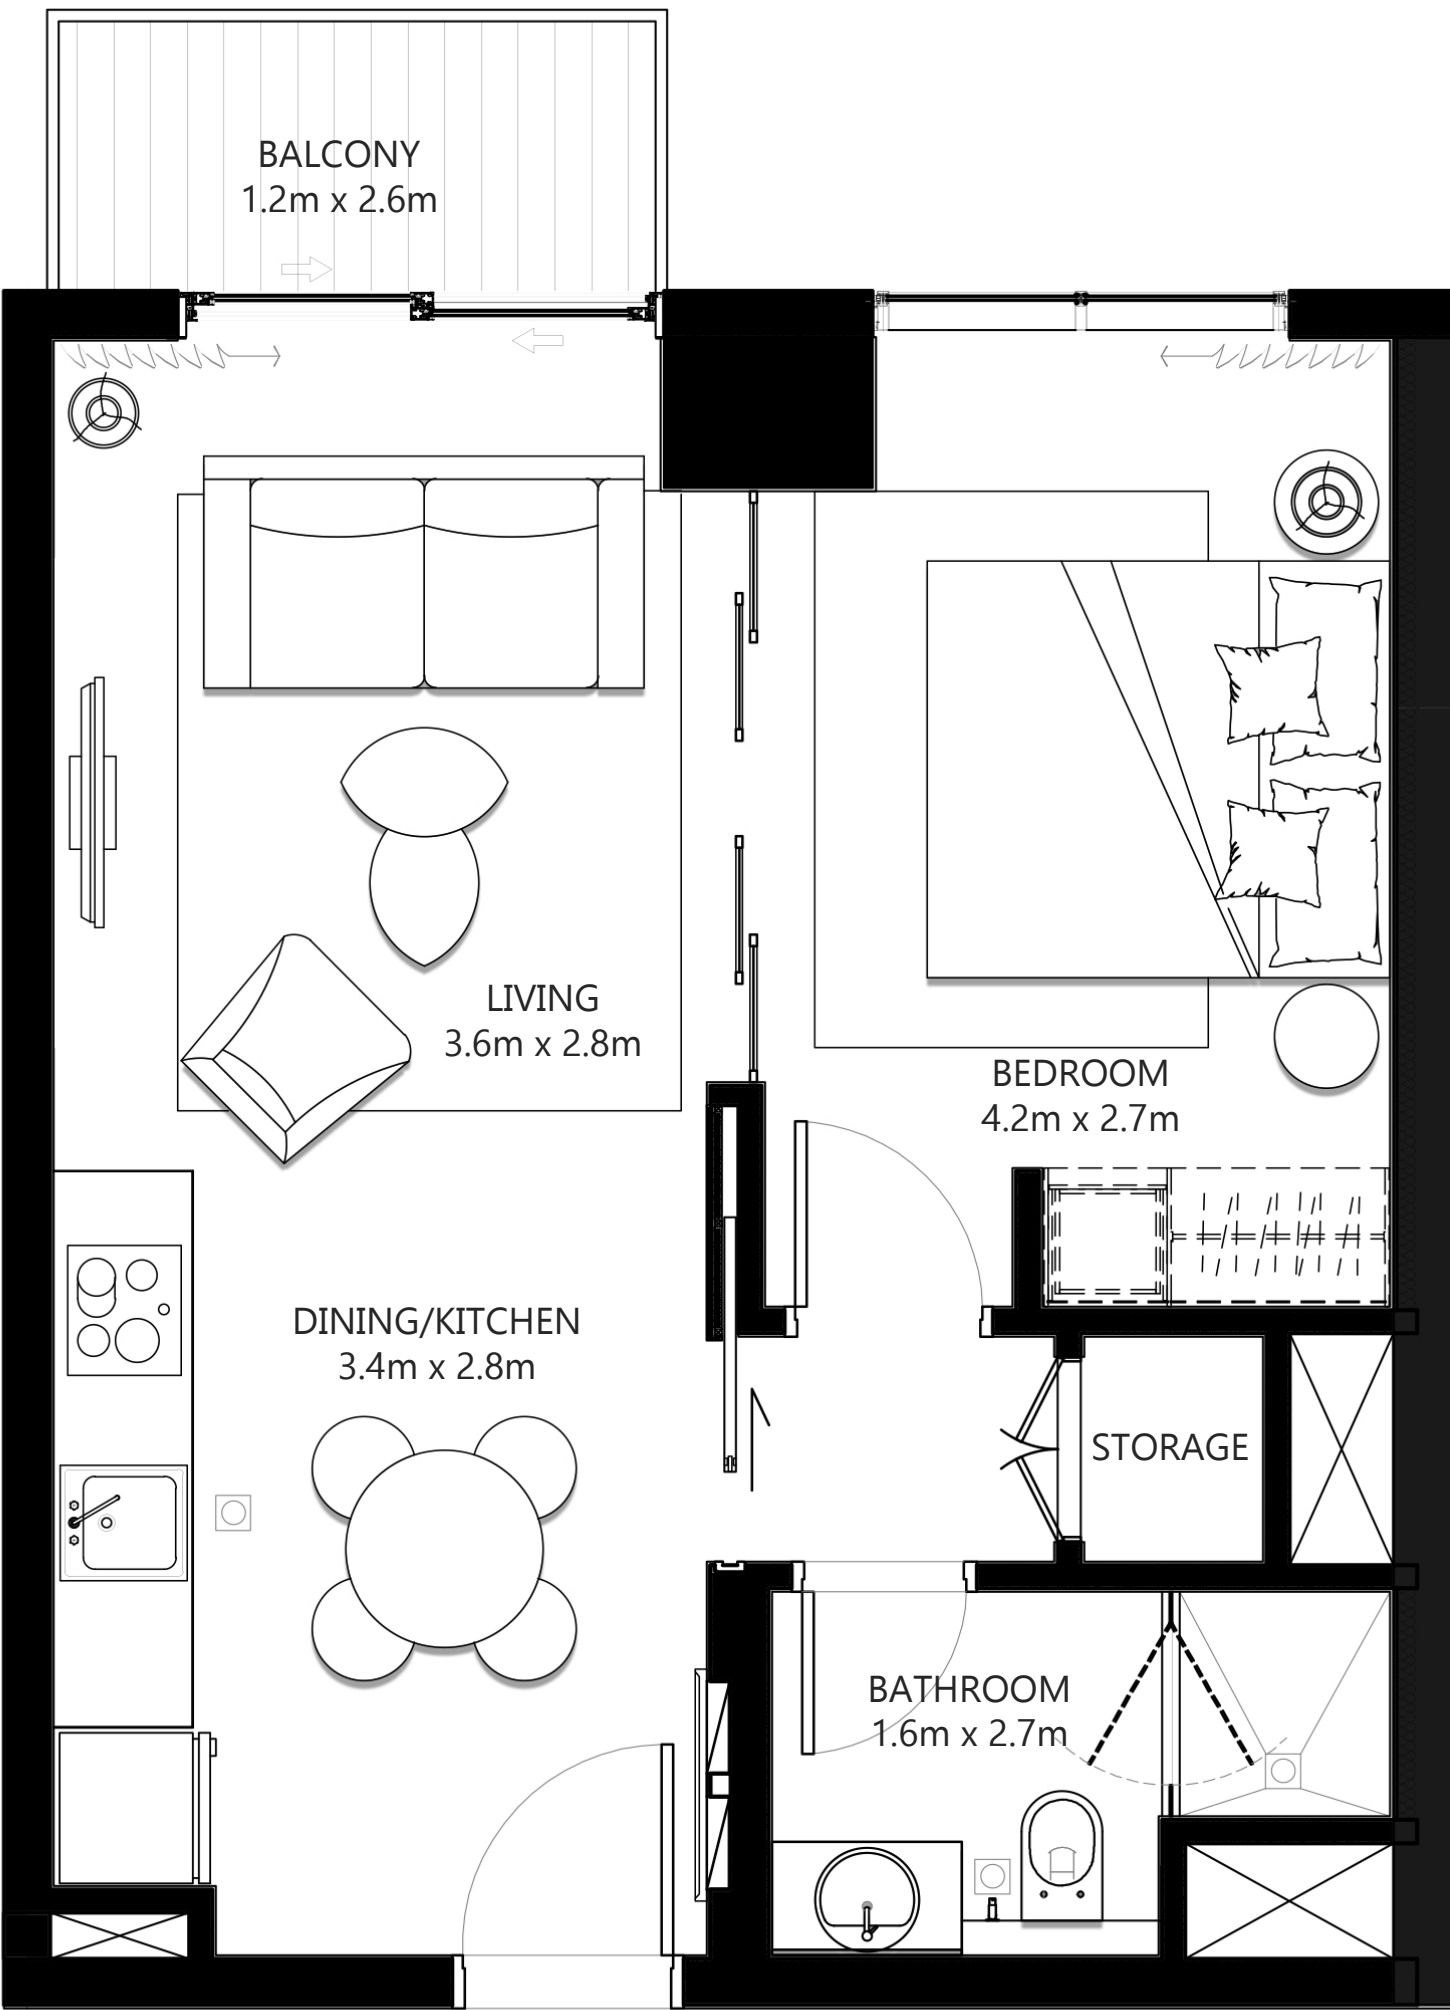 BALCONY
1.2m x 2.6m
LIVING
3.6m x 2.8m
BEDROOM
4.2m x 2.7m
DINING/KITCHEN
3.4m x 2.8m
STORAGE
BATHROOM
1.6m x 2.7m